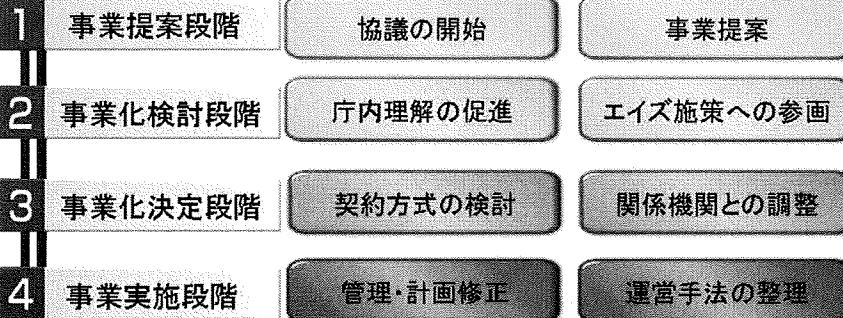 1 事業提案段階 協議の開始 事業提案
2 事業化検討段階 庁内理解の促進 エイズ施策への参画
3 事業化決定段階 契約方式の検討 関係機関との調整
4 事業実施段階 管理・計画修正 運営手法の整理